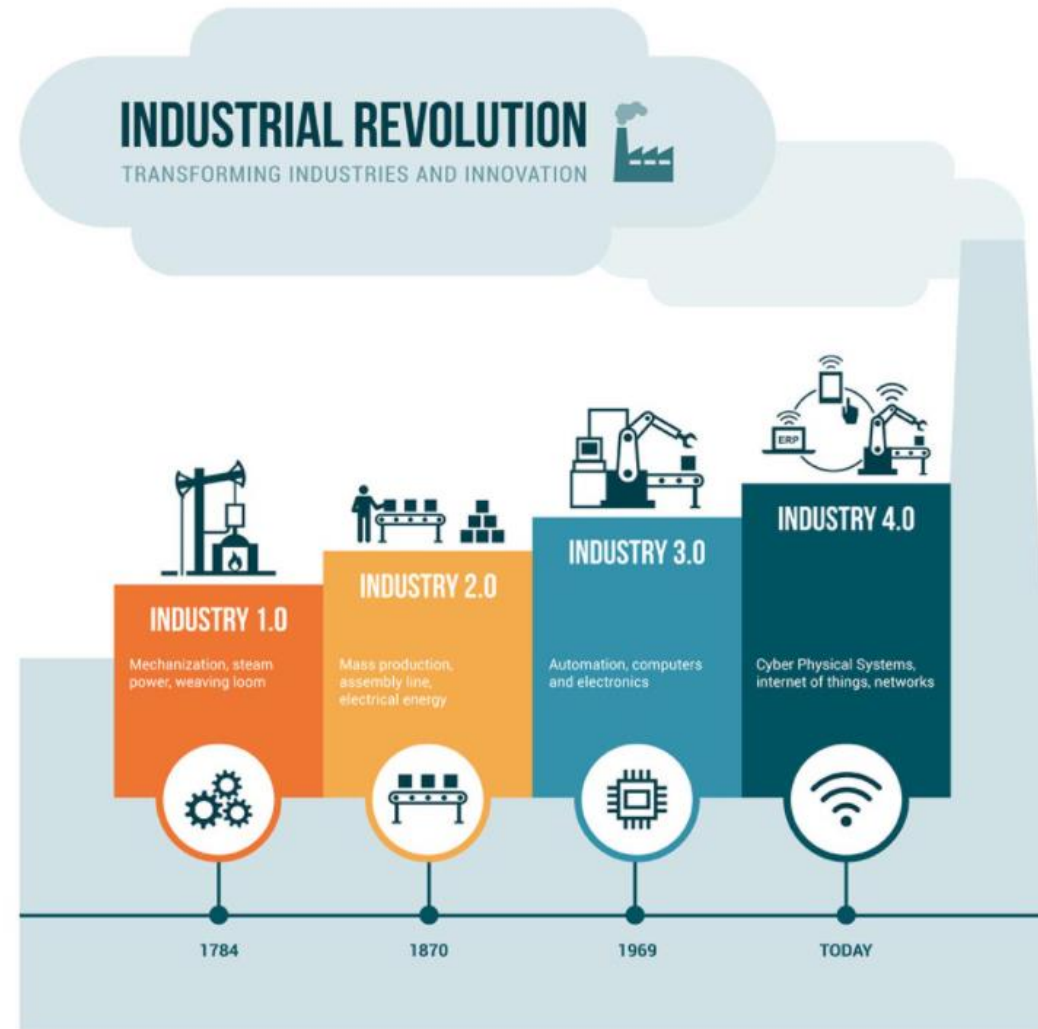 INDUSTRIAL REVOLUTION
TRANSFORMING INDUSTRIES AND INNOVATION
ERP
INDUSTRY 1.0
Mechanization, steam
power, weaving loom
INDUSTRY 2.0
Mass production,
assembly line,
electrical energy
INDUSTRY 3.0
Automation, computers
and electronics
INDUSTRY 4.0
Cyber Physical Systems,
internet of things, networks
1784
1870
1969
TODAY